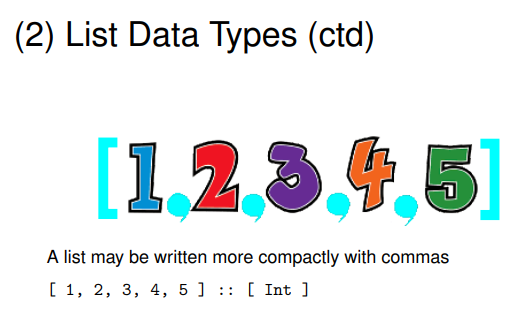 (2) List Data Types (ctd)
[1,2,3,4,5]
A list may be written more compactly with commas
[ 1, 2, 3, 4, 5 ] :: [ Int ]